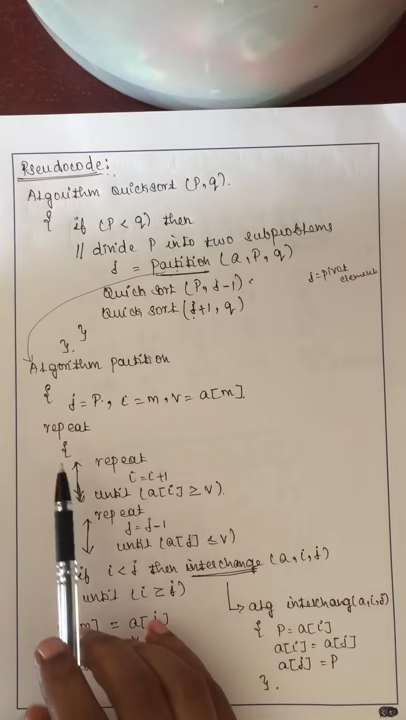 Pseudocode:
Algorithm Quicksort (P,q).
{ if (P < q) then
// divide P into two subproblems
j = Partition (a, P, q)
Quick sort (P, j-1)
Quick sort (j+1, q)
j = pivot element
}
}.
Algorithm partition
{ j = P, i = m, v = a[m]
repeat
{
repeat
i = i+1
until (a[i] ≥ v).
repeat
j = j-1
until (a[j] ≤ v)
if i < j then interchange (a, i, j)
until (i ≥ j)
m] = a[j]
alg interchang(a,i,j)
{ P = a[i]
a[i] = a[j]
a[j] = P
}.